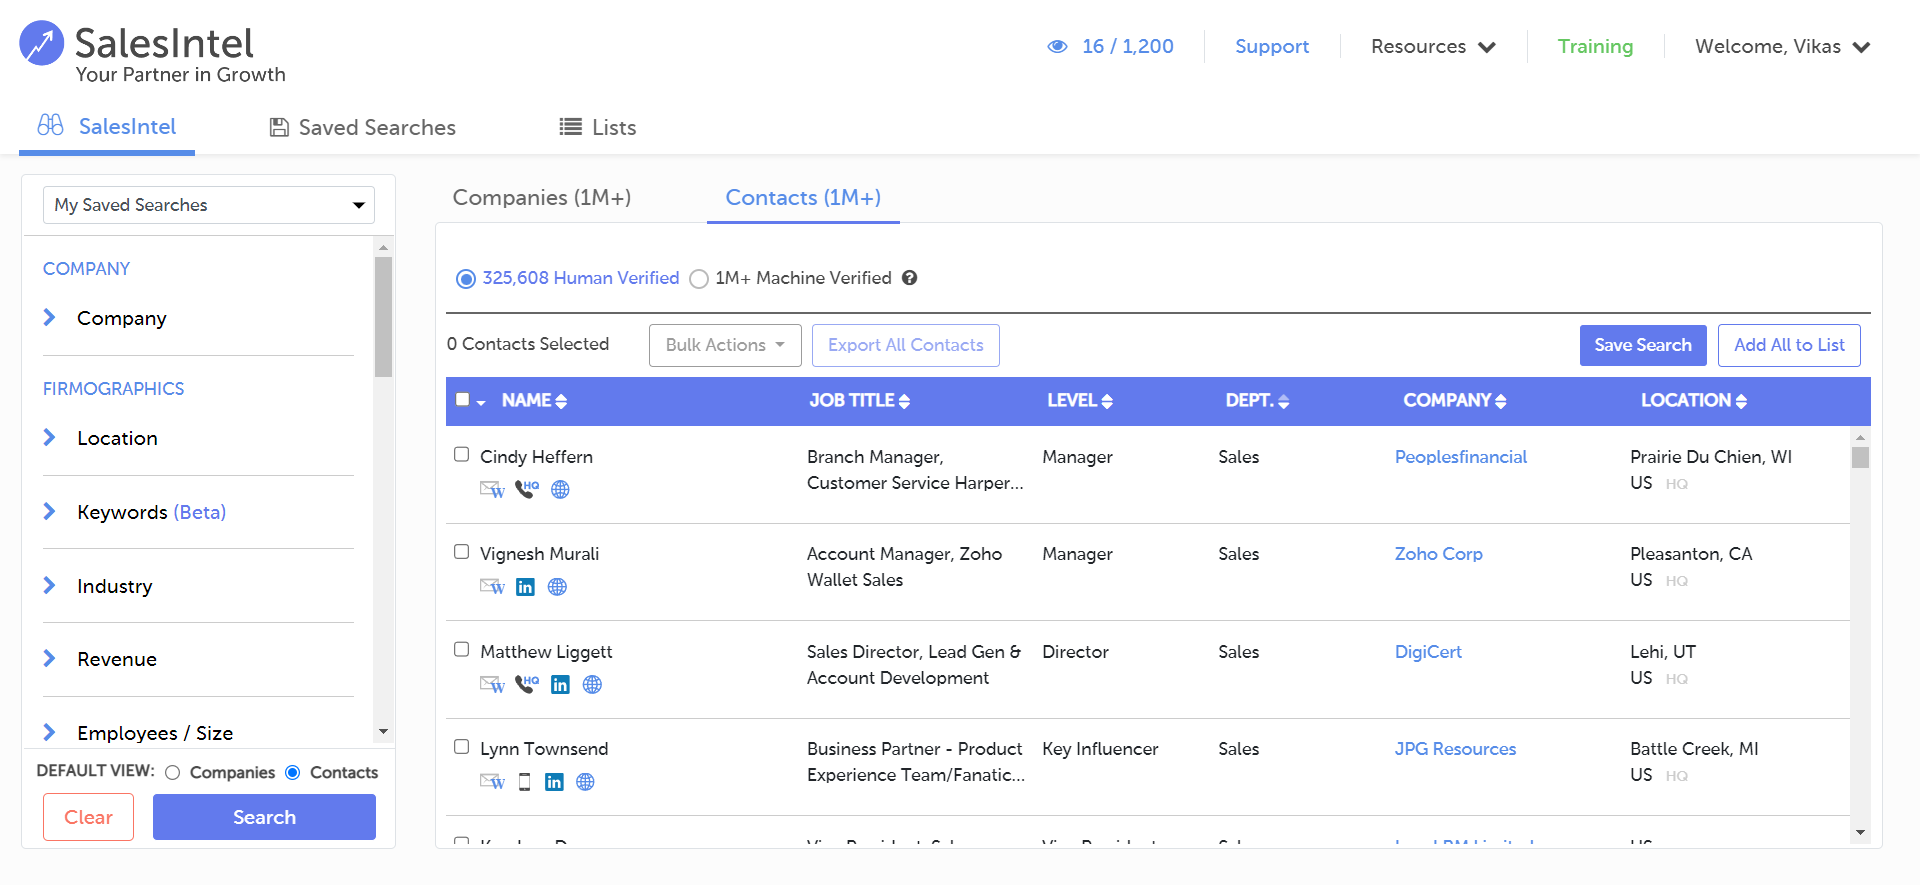 SalesIntel
Your Partner in Growth
16 / 1,200
Support
Resources
Training
Welcome, Vikas
SalesIntel
Saved Searches
Lists
My Saved Searches
COMPANY
Company
FIRMOGRAPHICS
Location
Keywords (Beta)
Industry
Revenue
Employees / Size
DEFAULT VIEW: Companies Contacts
Clear
Search
Companies (1M+)
Contacts (1M+)
325,608 Human Verified
1M+ Machine Verified
0 Contacts Selected
Bulk Actions
Export All Contacts
Save Search
Add All to List
NAME JOB TITLE LEVEL DEPT. COMPANY LOCATION
Cindy Heffern
Branch Manager,
Customer Service Harper...
Manager
Sales
Peoplesfinancial
Prairie Du Chien, WI
US HQ
W HQ
Vignesh Murali
Account Manager, Zoho
Wallet Sales
Manager
Sales
Zoho Corp
Pleasanton, CA
US HQ
W in
Matthew Liggett
Sales Director, Lead Gen &
Account Development
Director
Sales
DigiCert
Lehi, UT
US HQ
W HQ in
Lynn Townsend
Business Partner - Product
Experience Team/Fanatic...
Key Influencer
Sales
JPG Resources
Battle Creek, MI
US HQ
W in